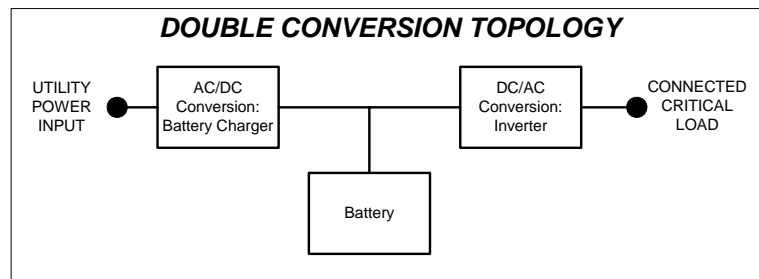 DOUBLE CONVERSION TOPOLOGY
UTILITY
POWER
INPUT
AC/DC
Conversion:
Battery Charger
DC/AC
Conversion:
Inverter
CONNECTED
CRITICAL
LOAD
Battery